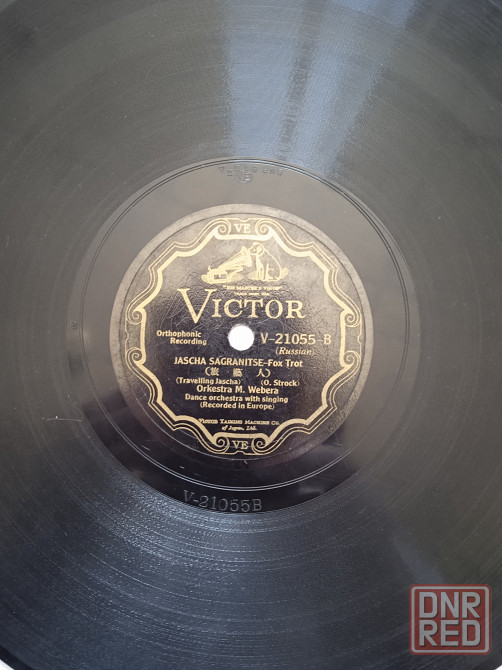 VE
"HIS MASTER'S VOICE"
VICTOR
Orthophonic
Recording
V-21055-B
(Russian)
JASCHA SAGRANITSE-Fox Trot
(旅藝人)
(Travelling Jascha) (O. Strock)
Orkestra M. Webera
Dance orchestra with singing
(Recorded in Europe)
VICTOR TALKING MACHINE CO.
of Japan, LTD.
VE
V-21055B
DNR
RED